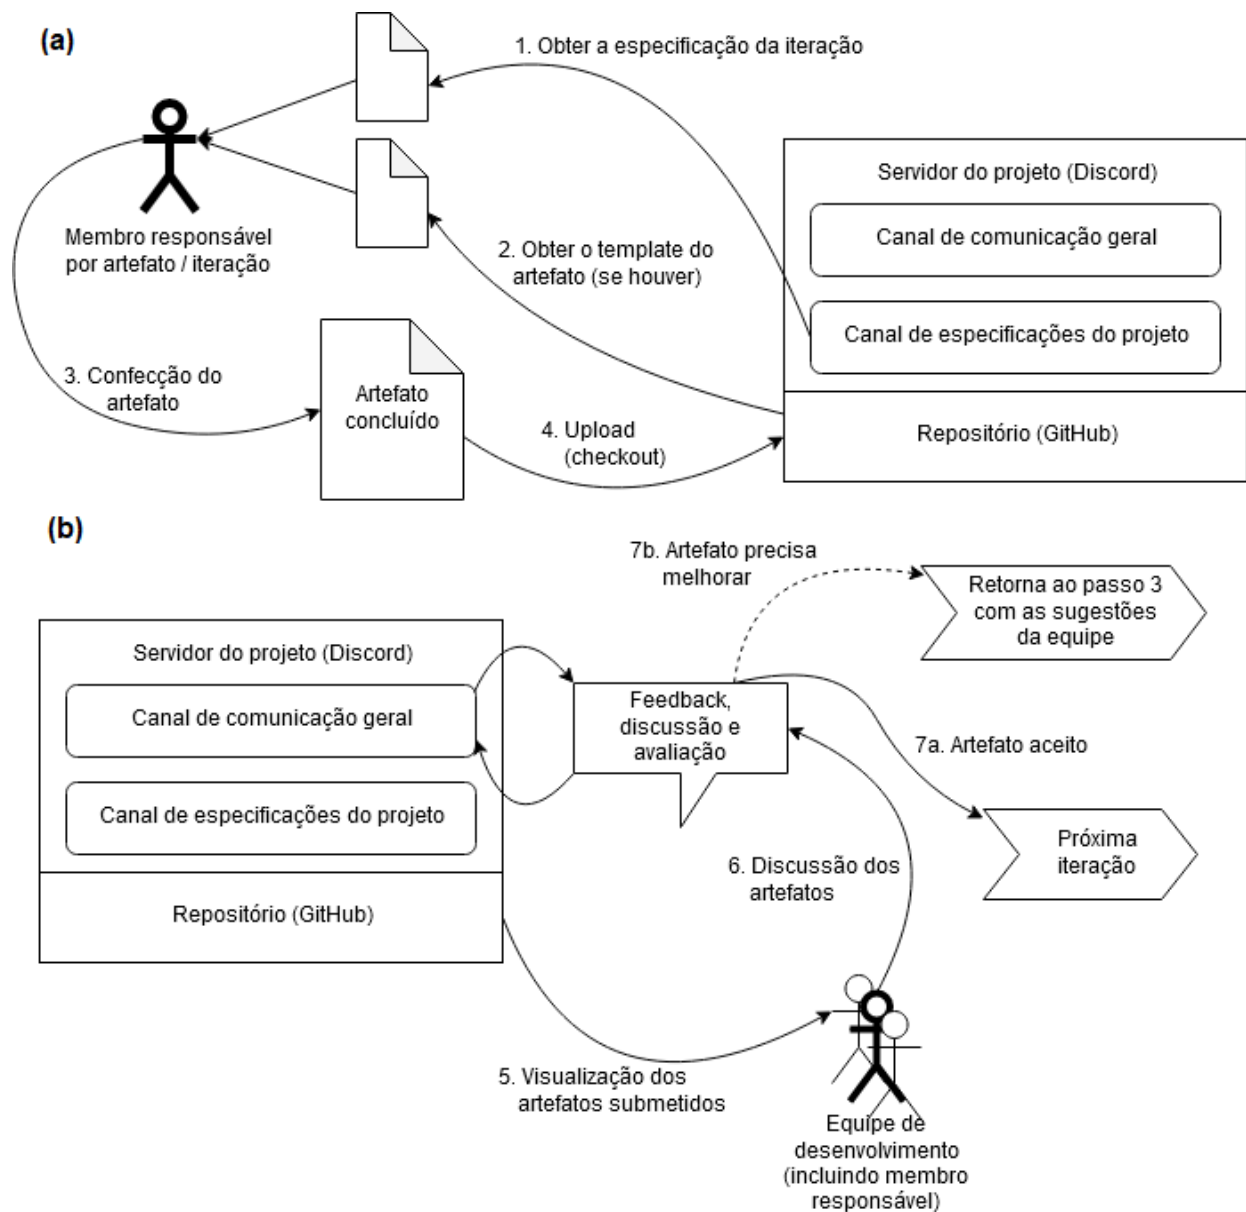 (a)
1. Obter a especificação da iteração
Servidor do projeto (Discord)
Canal de comunicação geral
Canal de especificações do projeto
Repositório (GitHub)
Membro responsável
por artefato / iteração
2. Obter o template do
artefato (se houver)
3. Confecção do
artefato
Artefato
concluído
4. Upload
(checkout)
(b)
Servidor do projeto (Discord)
Canal de comunicação geral
Canal de especificações do projeto
Repositório (GitHub)
5. Visualização dos
artefatos submetidos
Equipe de
desenvolvimento
(incluindo membro
responsável)
6. Discussão dos
artefatos
Feedback,
discussão e
avaliação
7a. Artefato aceito
Próxima
iteração
7b. Artefato precisa
melhorar
Retorna ao passo 3
com as sugestões
da equipe